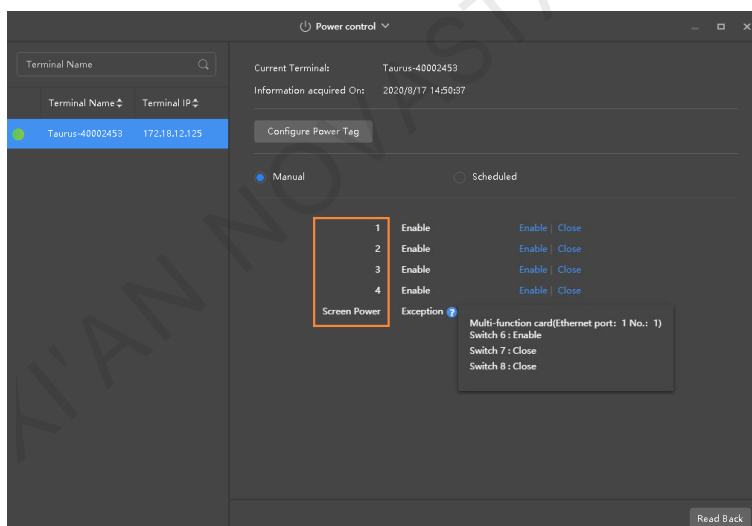 Power control
Terminal Name
Terminal Name Terminal IP
Taurus-40002453 172.18.12.125
Current Terminal: Taurus-40002453
Information acquired On: 2020/8/17 14:50:37
Configure Power Tag
Manual Scheduled
1 Enable Enable | Close
2 Enable Enable | Close
3 Enable Enable | Close
4 Enable Enable | Close
Screen Power Exception ?
Multi-function card(Ethernet port: 1 No.: 1)
Switch 6 : Enable
Switch 7 : Close
Switch 8 : Close
Read Back
XI'AN NOVASTA